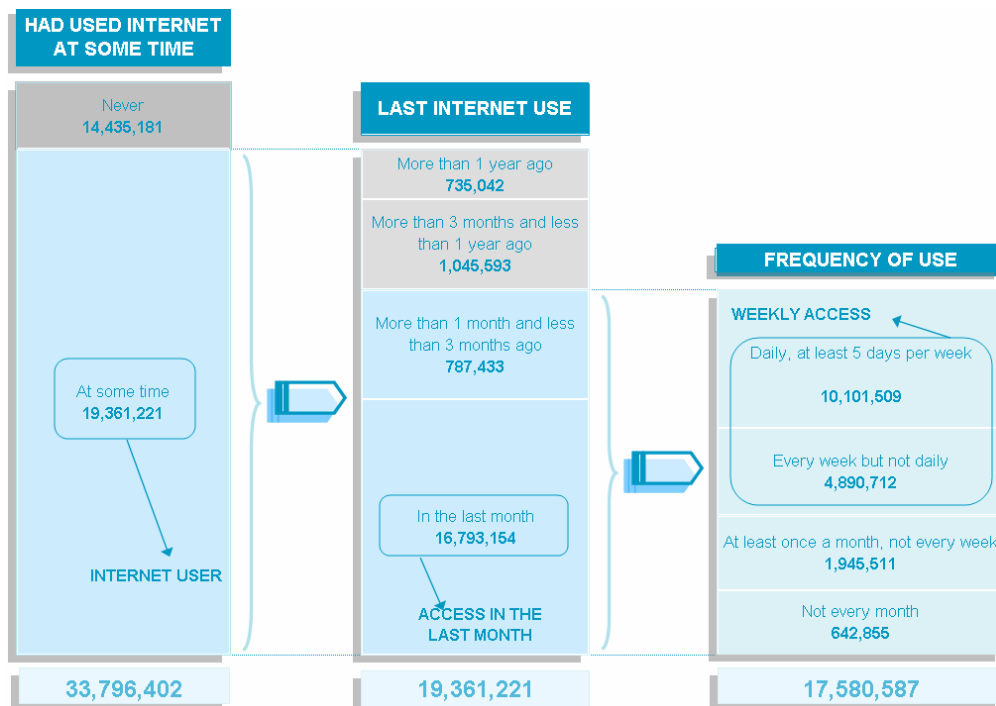 HAD USED INTERNET
AT SOME TIME
Never
14,435,181
At some time
19,361,221
INTERNET USER
33,796,402
LAST INTERNET USE
More than 1 year ago
735,042
More than 3 months and less
than 1 year ago
1,045,593
More than 1 month and less
than 3 months ago
787,433
In the last month
16,793,154
ACCESS IN THE
LAST MONTH
19,361,221
FREQUENCY OF USE
WEEKLY ACCESS
Daily, at least 5 days per week
10,101,509
Every week but not daily
4,890,712
At least once a month, not every week
1,945,511
Not every month
642,855
17,580,587